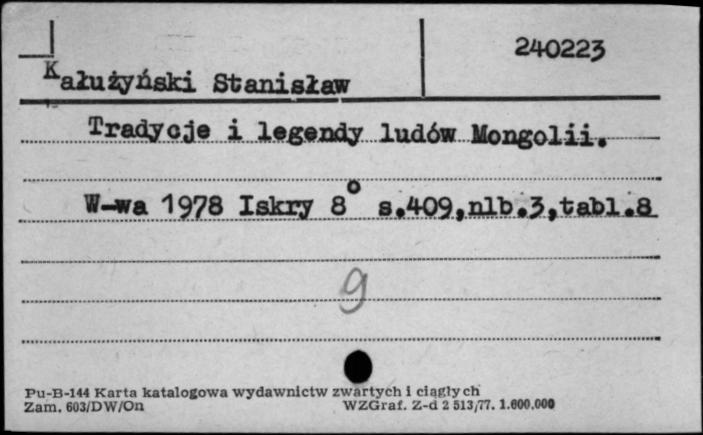 240223
Kałużyński Stanisław
Tradycje i legendy ludów Mongolii.
W-wa 1978 Iskry 8° s.409,nlb.3,tabl.8
9
Pu-B-144 Karta katalogowa wydawnictw zwartych i ciągłych
Zam. 603/DW/On WZGraf. Z-d 2 513/77. 1.600.000